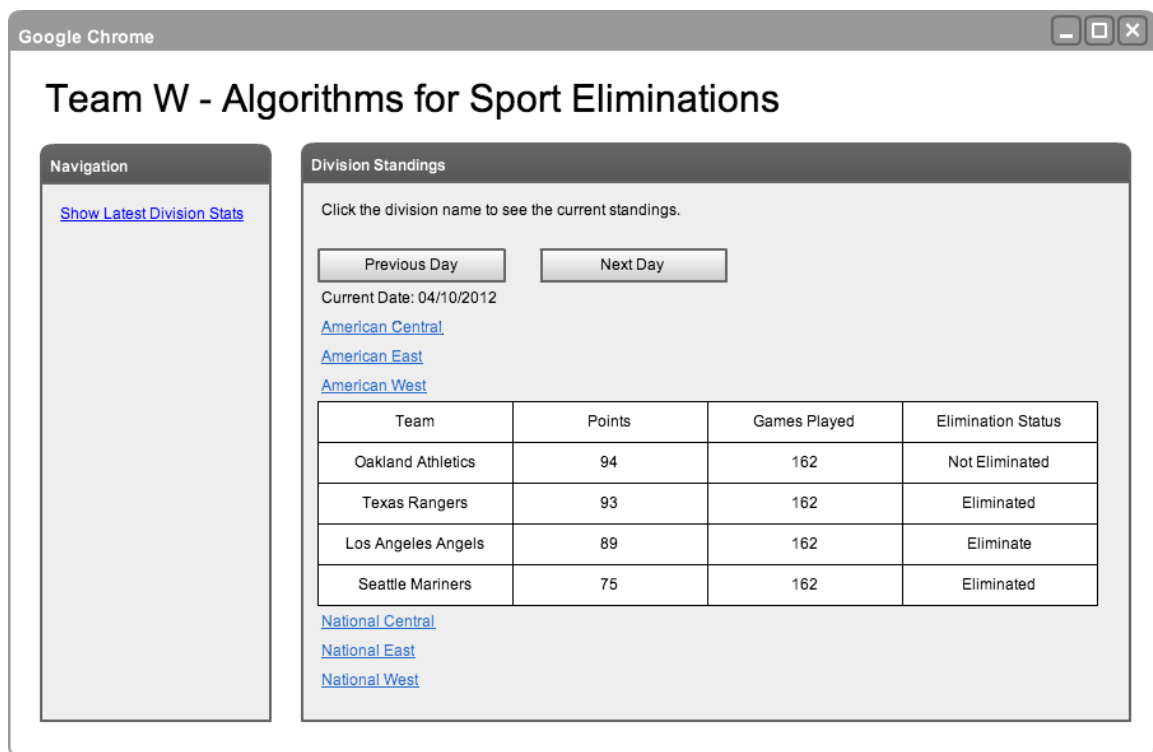 Google Chrome
Team W - Algorithms for Sport Eliminations
Navigation
Show Latest Division Stats
Division Standings
Click the division name to see the current standings.
Previous Day Next Day
Current Date: 04/10/2012
American Central
American East
American West
Team Points Games Played Elimination Status
Oakland Athletics 94 162 Not Eliminated
Texas Rangers 93 162 Eliminated
Los Angeles Angels 89 162 Eliminate
Seattle Mariners 75 162 Eliminated
National Central
National East
National West